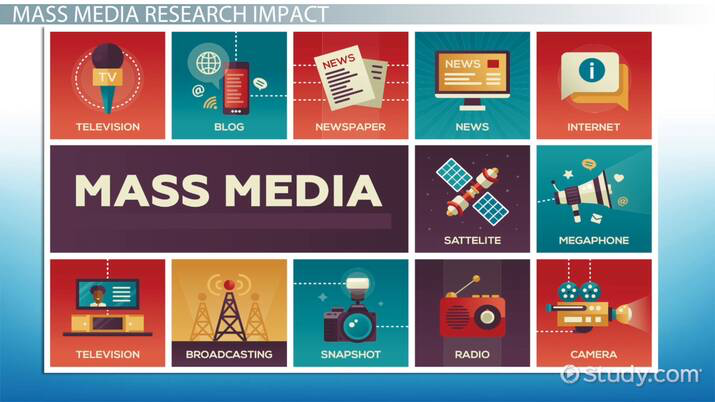 MASS MEDIA RESEARCH IMPACT
TV
TELEVISION
@
BLOG
NEWS
NEWSPAPER
NEWS
NEWS
i
INTERNET
MASS MEDIA
SATTELITE
@
MEGAPHONE
TELEVISION
BROADCASTING
SNAPSHOT
RADIO
CAMERA
Study.com